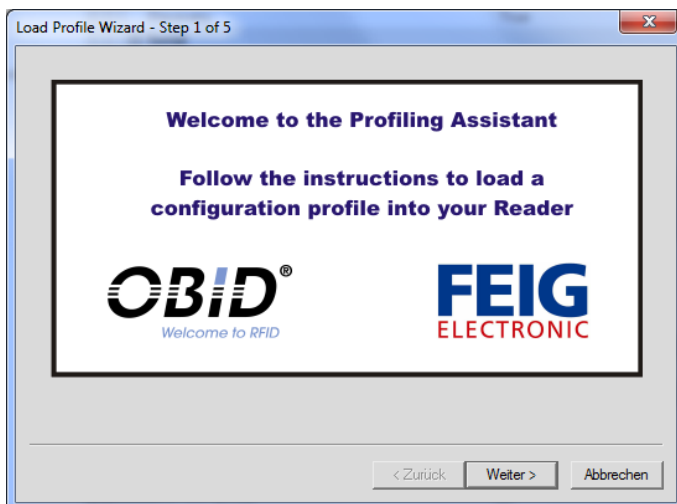 Load Profile Wizard - Step 1 of 5
Welcome to the Profiling Assistant
Follow the instructions to load a
configuration profile into your Reader
OBID®
Welcome to RFID
FEIG
ELECTRONIC
< Zurück
Weiter >
Abbrechen